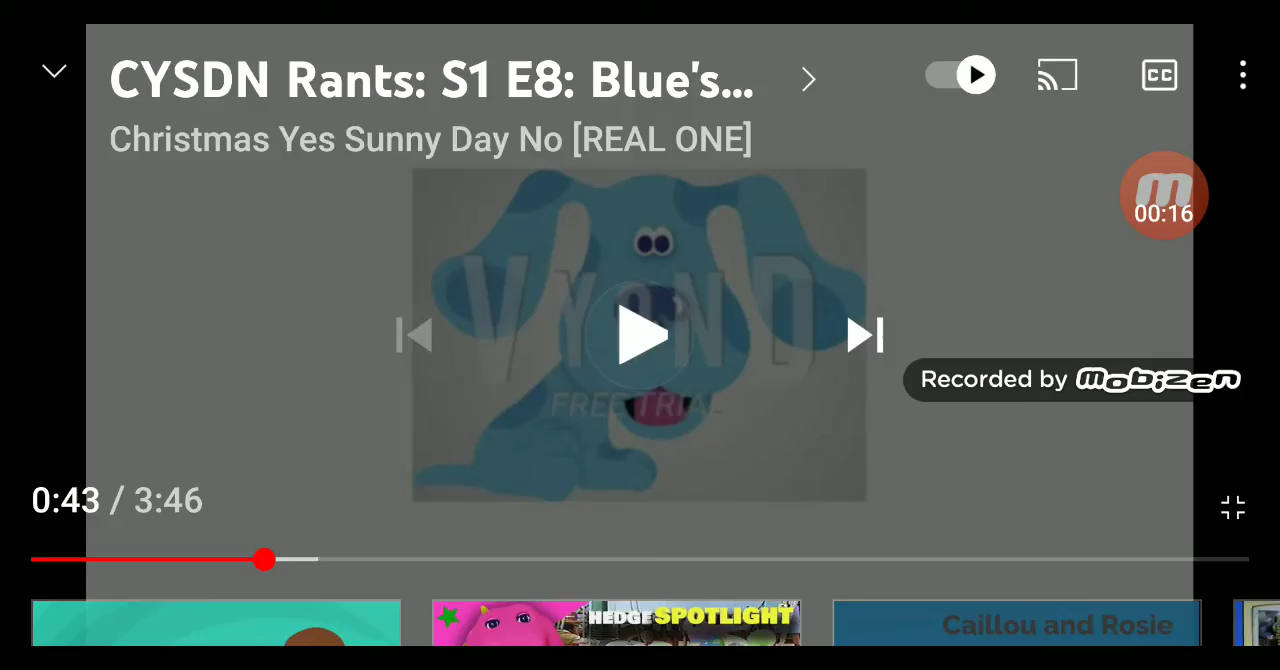 CYSDN Rants: S1 E8: Blue's...
Christmas Yes Sunny Day No [REAL ONE]
CC
m
00:16
VYOND
FREE TRIAL
Recorded by mobizen
0:43 / 3:46
HEDGE SPOTLIGHT
Caillou and Rosie